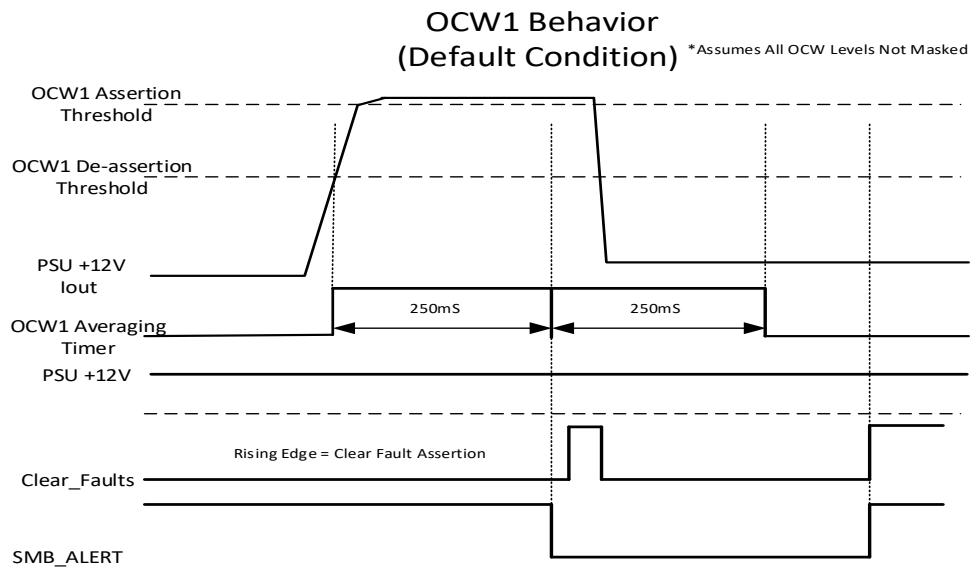 OCW1 Behavior
(Default Condition)
*Assumes All OCW Levels Not Masked
OCW1 Assertion
Threshold
OCW1 De-assertion
Threshold
PSU +12V
Iout
250mS
250mS
OCW1 Averaging
Timer
PSU +12V
Rising Edge = Clear Fault Assertion
Clear_Faults
SMB_ALERT